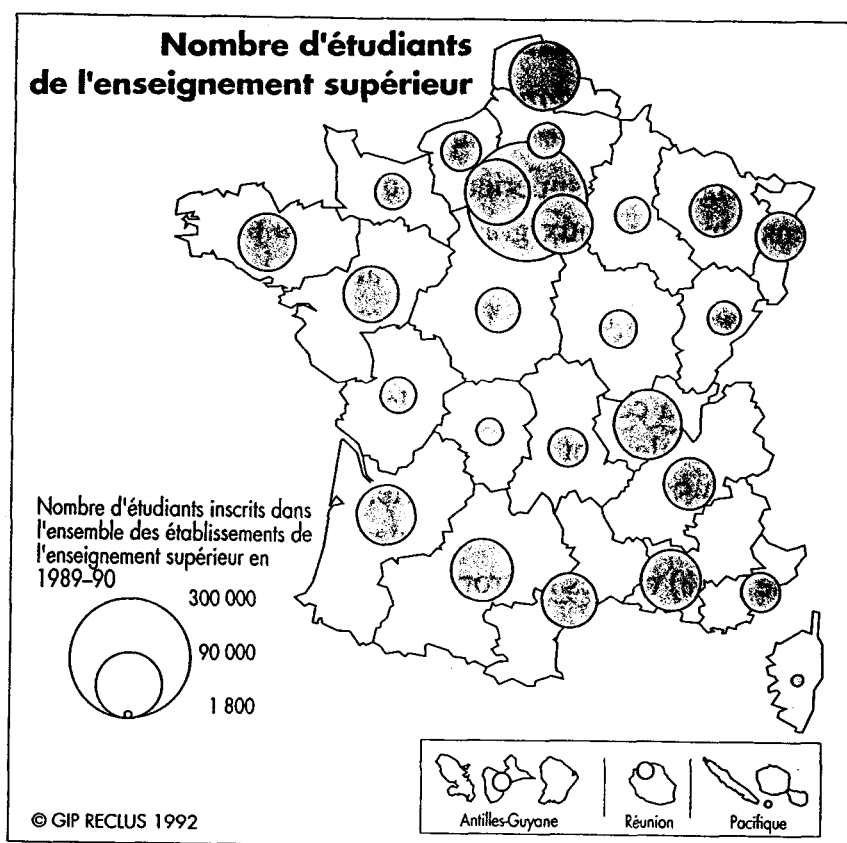 Nombre d'étudiants
de l'enseignement supérieur
Nombre d'étudiants inscrits dans
l'ensemble des établissements de
l'enseignement supérieur en
1989–90
300 000
90 000
1 800
Antilles-Guyane
Réunion
Pacifique
© GIP RECLUS 1992